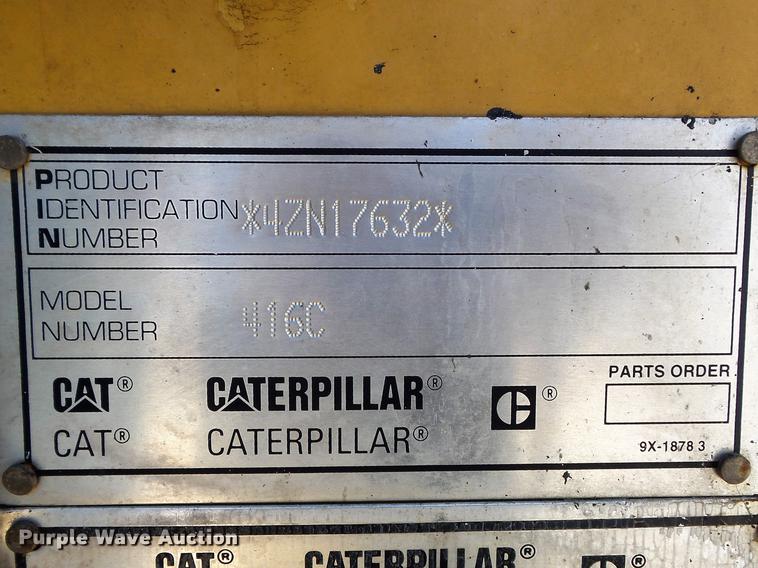 PRODUCT
IDENTIFICATION *4ZN17632*
NUMBER
MODEL
NUMBER 416C
CAT® CATERPILLAR® C ®
PARTS ORDER
CAT® CATERPILLAR®
9X-1878 3
CAT® CATERPILLAR® ®
Purple Wave Auction